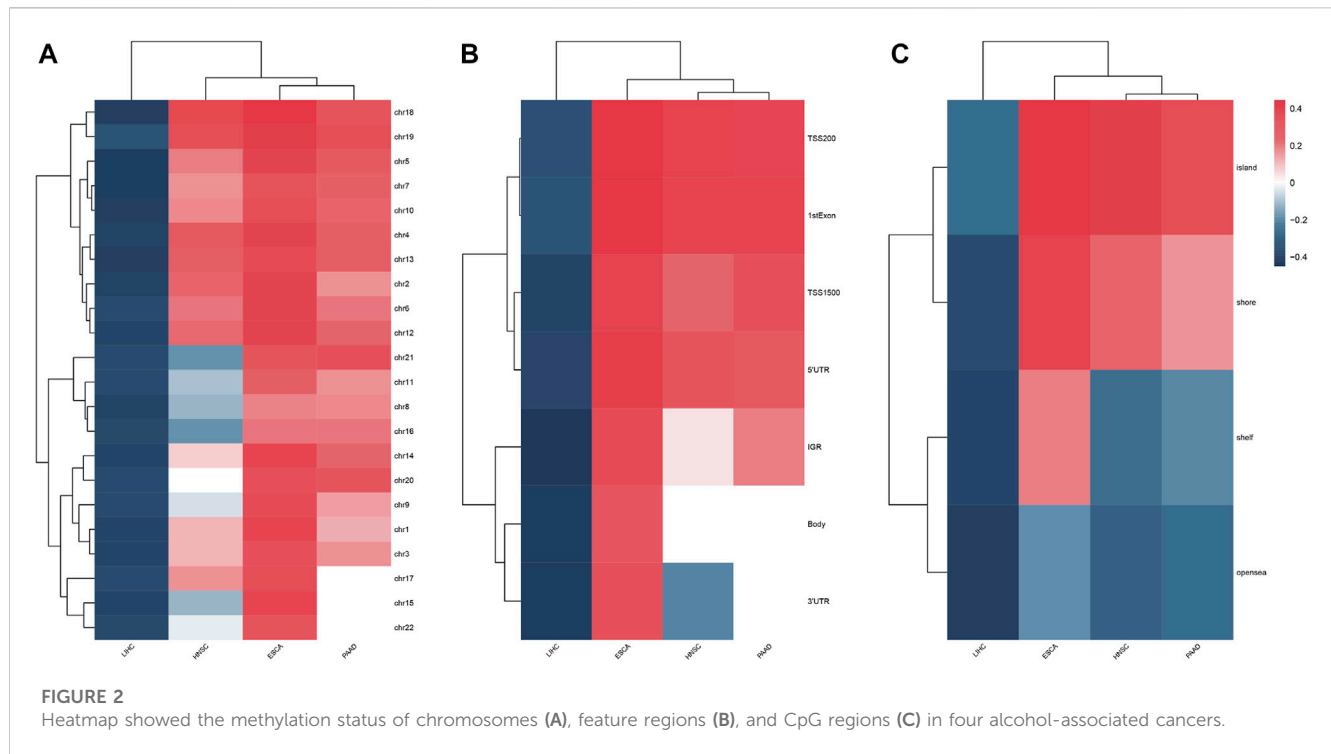 A
B
C
chr18
chr19
chr5
chr7
chr10
chr4
chr13
chr2
chr6
chr12
chr21
chr11
chr8
chr16
chr14
chr20
chr9
chr1
chr3
chr17
chr15
chr22
LIHC
HNSC
ESCA
PAAD
TSS200
1stExon
TSS1500
5'UTR
IGR
Body
3'UTR
LIHC
ESCA
HNSC
PAAD
island
shore
shelf
opensea
LIHC
ESCA
HNSC
PAAD
0.4
0.2
0
−0.2
−0.4
FIGURE 2
Heatmap showed the methylation status of chromosomes (A), feature regions (B), and CpG regions (C) in four alcohol-associated cancers.